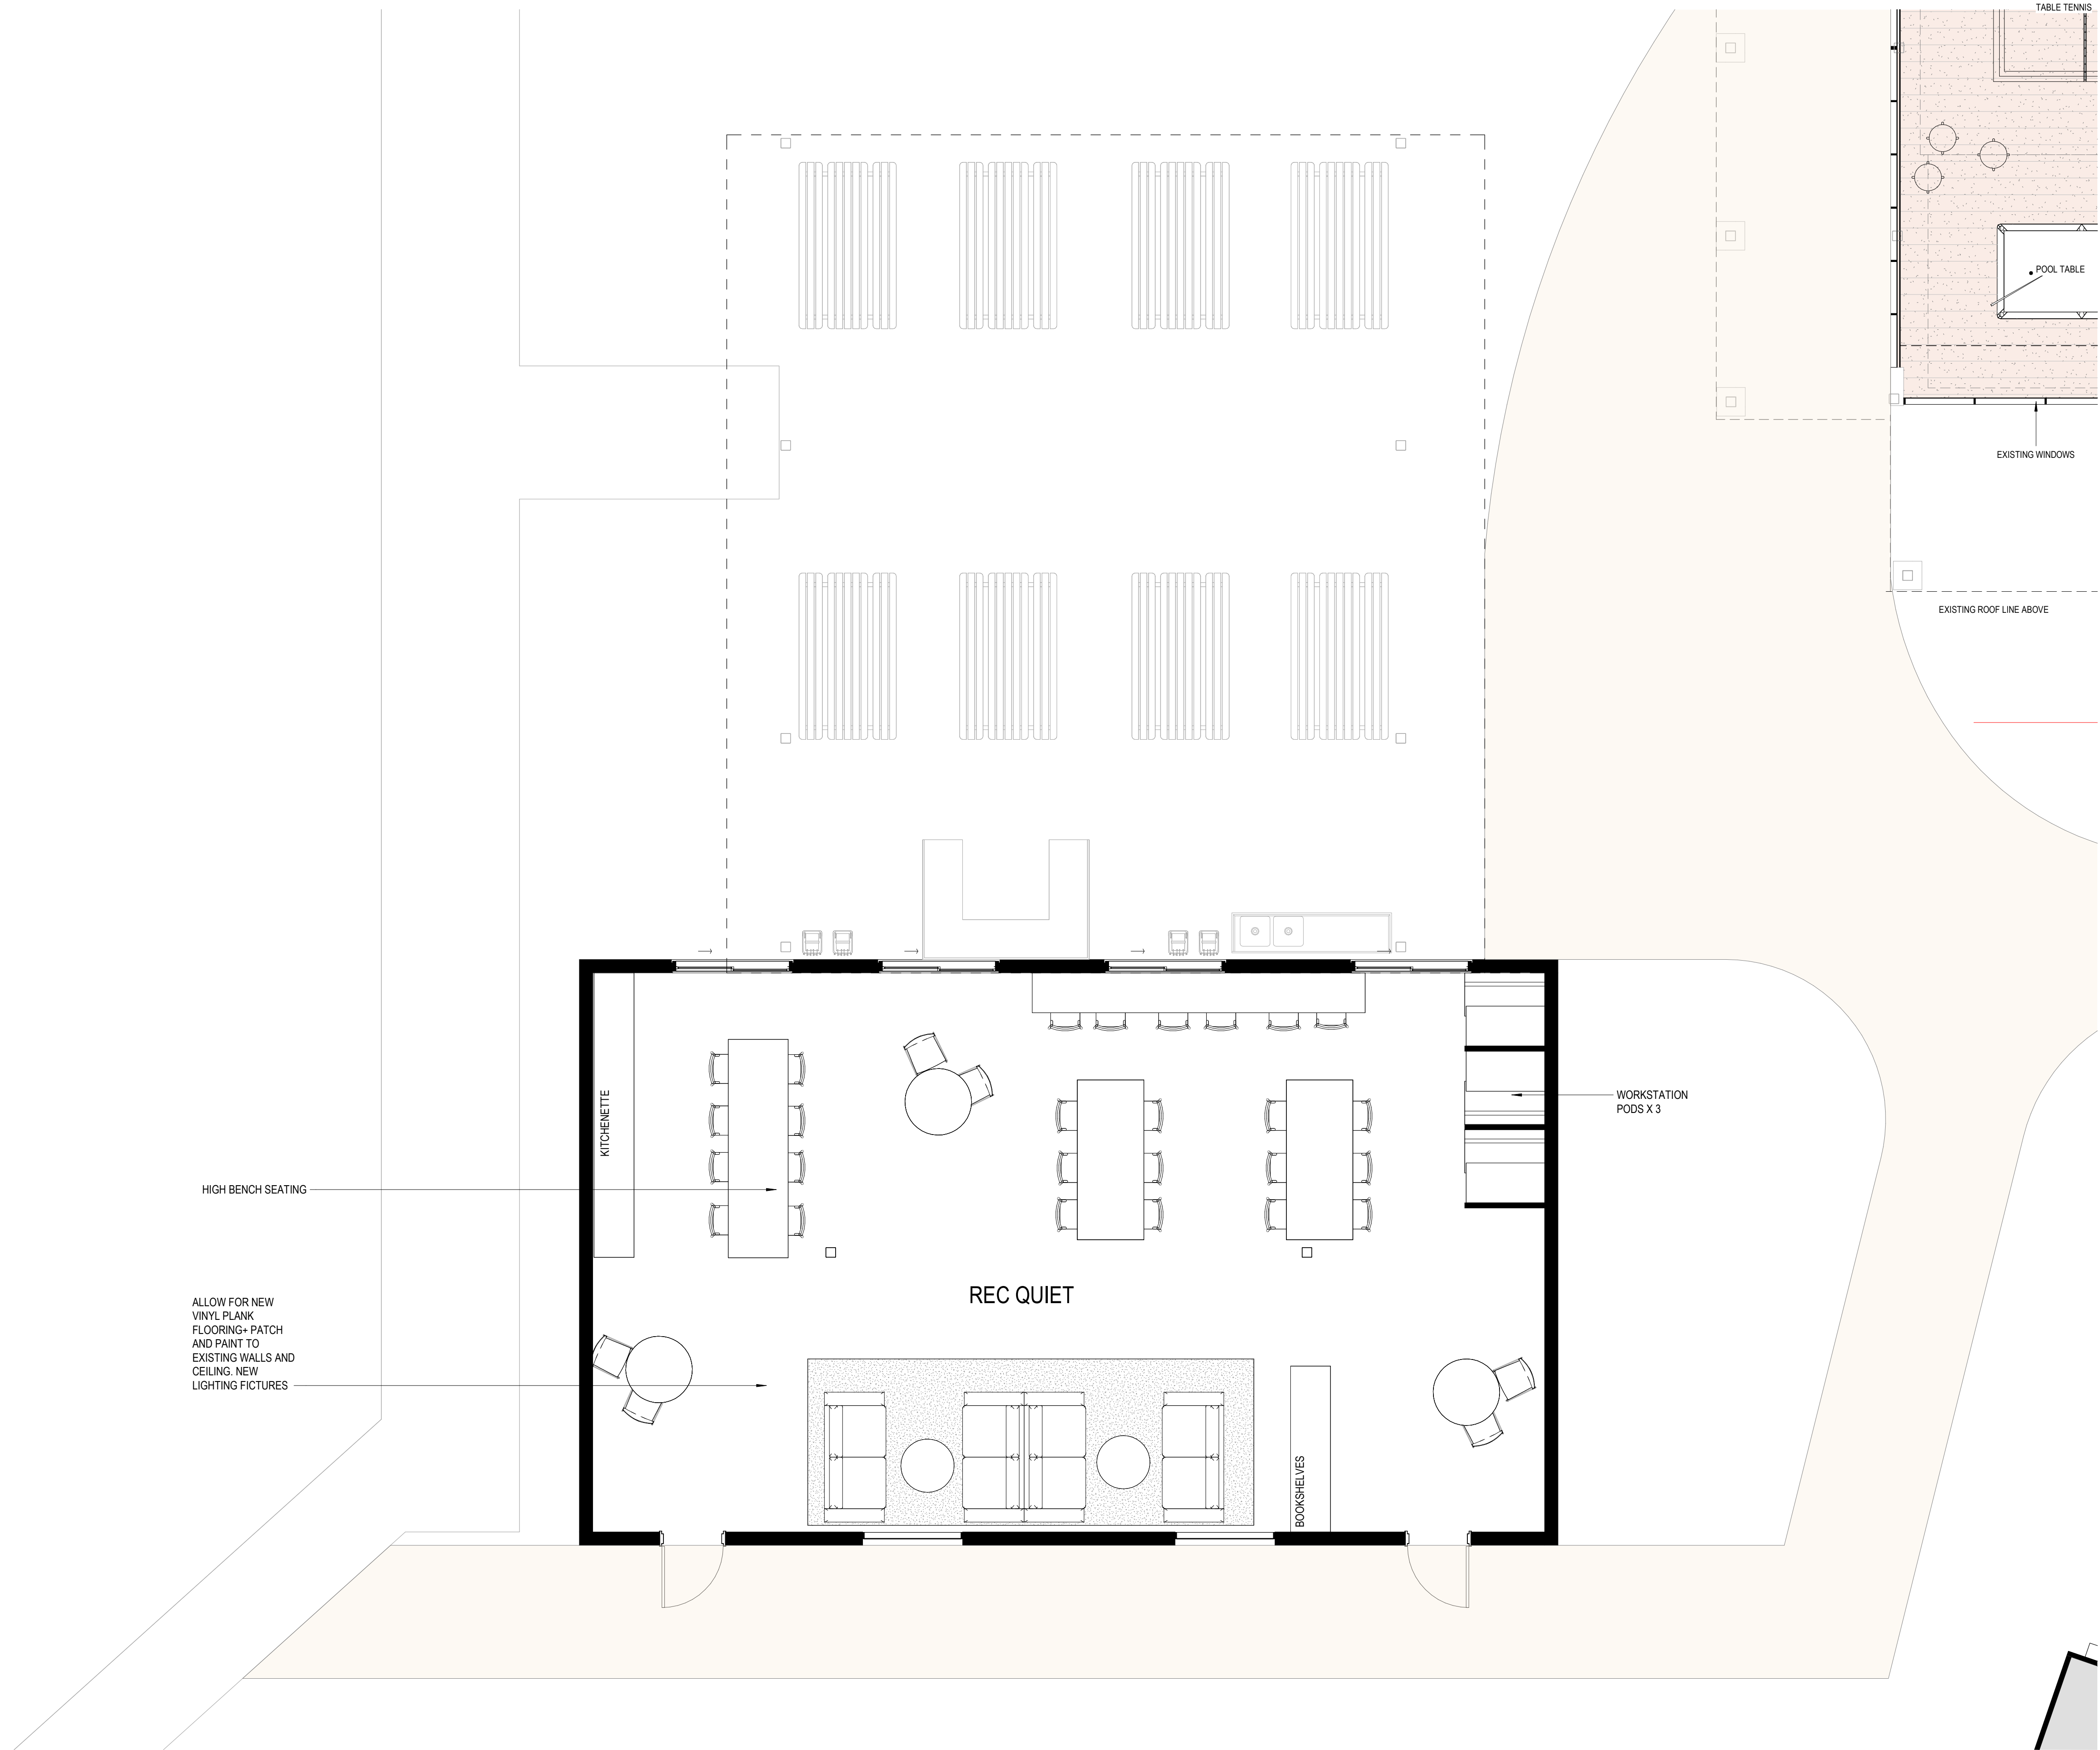 TABLE TENNIS
POOL TABLE
EXISTING WINDOWS
EXISTING ROOF LINE ABOVE
KITCHENETTE
WORKSTATION
PODS X 3
HIGH BENCH SEATING
REC QUIET
ALLOW FOR NEW
VINYL PLANK
FLOORING+ PATCH
AND PAINT TO
EXISTING WALLS AND
CEILING. NEW
LIGHTING FICTURES
BOOKSHELVES